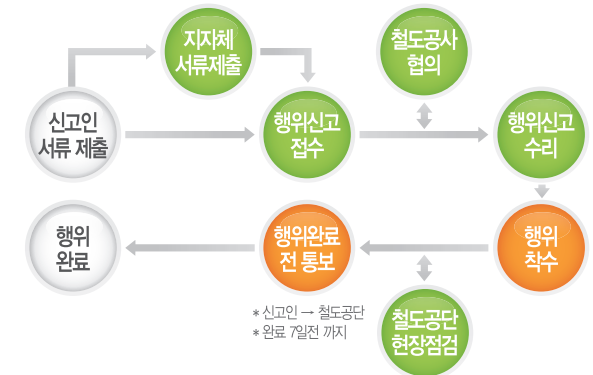 지자체
서류제출
철도공사
협의
신고인
서류 제출
행위신고
접수
행위신고
수리
행위
완료
행위완료
전 통보
행위
착수
* 신고인 → 철도공단
* 완료 7일전 까지
철도공단
현장점검